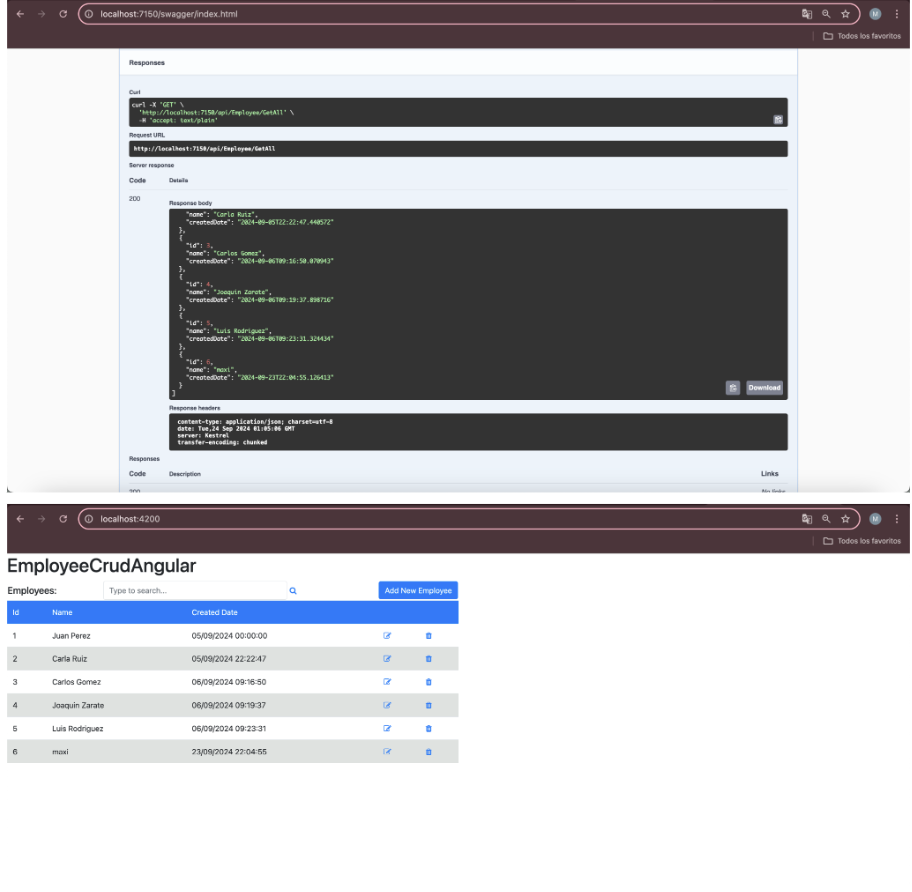 localhost:7150/swagger/index.html
M
Todos los favoritos
Responses
Curl
curl -X 'GET' \
'http://localhost:7150/api/Employee/GetAll' \
-H 'accept: text/plain'
Request URL
http://localhost:7150/api/Employee/GetAll
Server response
Code Details
200
Response body
"name": "Carla Ruiz",
"createdDate": "2024-09-05T22:22:47.440572"
},
{
"id": 3,
"name": "Carlos Gomez",
"createdDate": "2024-09-06T09:16:50.070943"
},
{
"id": 4,
"name": "Joaquin Zarate",
"createdDate": "2024-09-06T09:19:37.898716"
},
{
"id": 5,
"name": "Luis Rodriguez",
"createdDate": "2024-09-06T09:23:31.324434"
},
{
"id": 6,
"name": "maxi",
"createdDate": "2024-09-23T22:04:55.126413"
}
]
Download
Response headers
content-type: application/json; charset=utf-8
date: Tue,24 Sep 2024 01:05:06 GMT
server: Kestrel
transfer-encoding: chunked
Responses
Code Description Links
200 No links
localhost:4200
M
Todos los favoritos
EmployeeCrudAngular
Employees: Type to search... Add New Employee
Id Name Created Date
1 Juan Perez 05/09/2024 00:00:00
2 Carla Ruiz 05/09/2024 22:22:47
3 Carlos Gomez 06/09/2024 09:16:50
4 Joaquin Zarate 06/09/2024 09:19:37
5 Luis Rodriguez 06/09/2024 09:23:31
6 maxi 23/09/2024 22:04:55